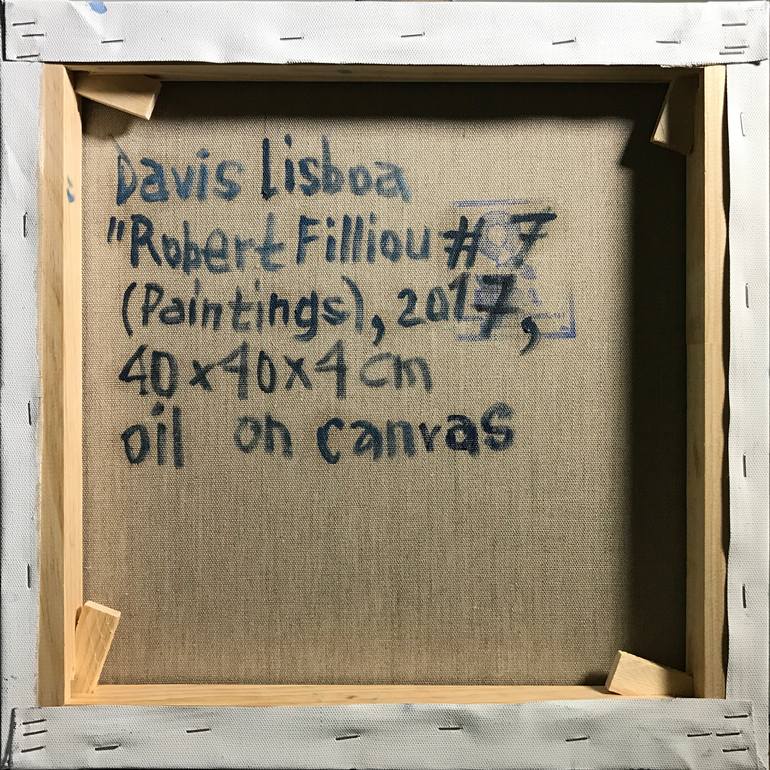 Davis Lisboa
"Robert Filliou # 7
(Paintings), 2017,
40x40x4 cm
oil on canvas